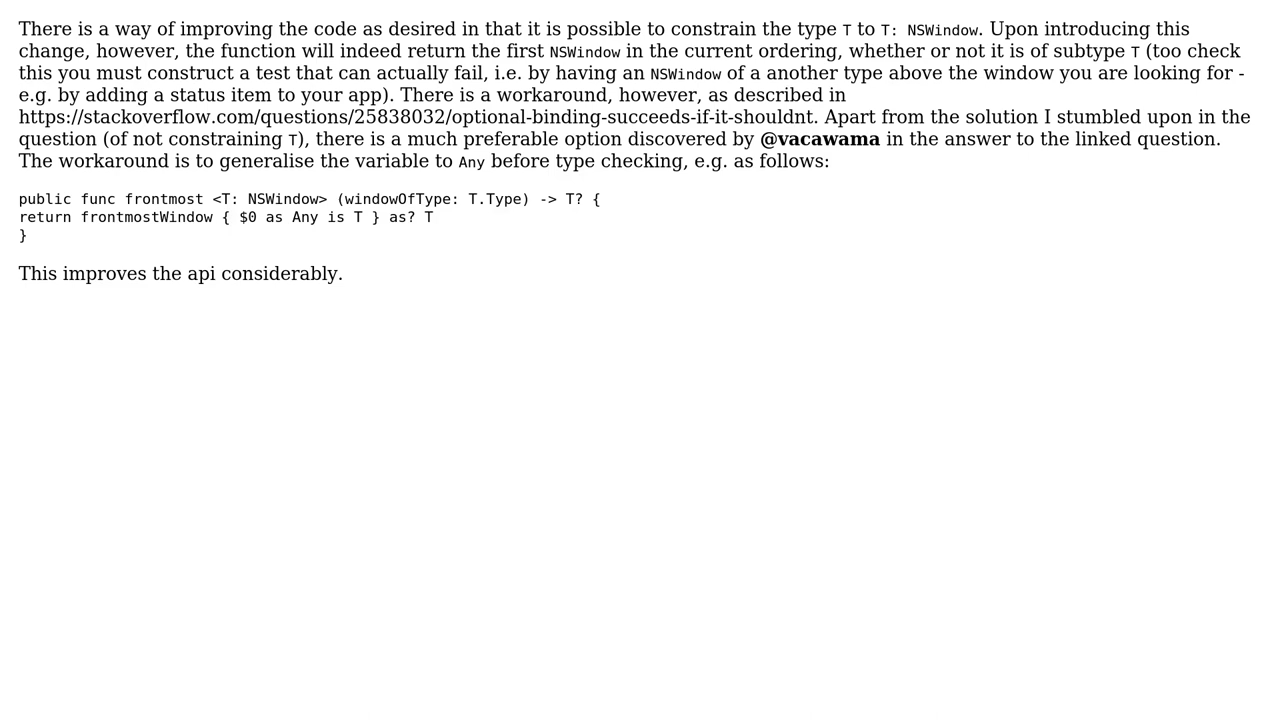 There is a way of improving the code as desired in that it is possible to constrain the type T to T: NSWindow. Upon introducing this
change, however, the function will indeed return the first NSWindow in the current ordering, whether or not it is of subtype T (too check
this you must construct a test that can actually fail, i.e. by having an NSWindow of a another type above the window you are looking for -
e.g. by adding a status item to your app). There is a workaround, however, as described in
https://stackoverflow.com/questions/25838032/optional-binding-succeeds-if-it-shouldnt. Apart from the solution I stumbled upon in the
question (of not constraining T), there is a much preferable option discovered by @vacawama in the answer to the linked question.
The workaround is to generalise the variable to Any before type checking, e.g. as follows:
public func frontmost <T: NSWindow> (windowOfType: T.Type) -> T? {
return frontmostWindow { $0 as Any is T } as? T
}
This improves the api considerably.